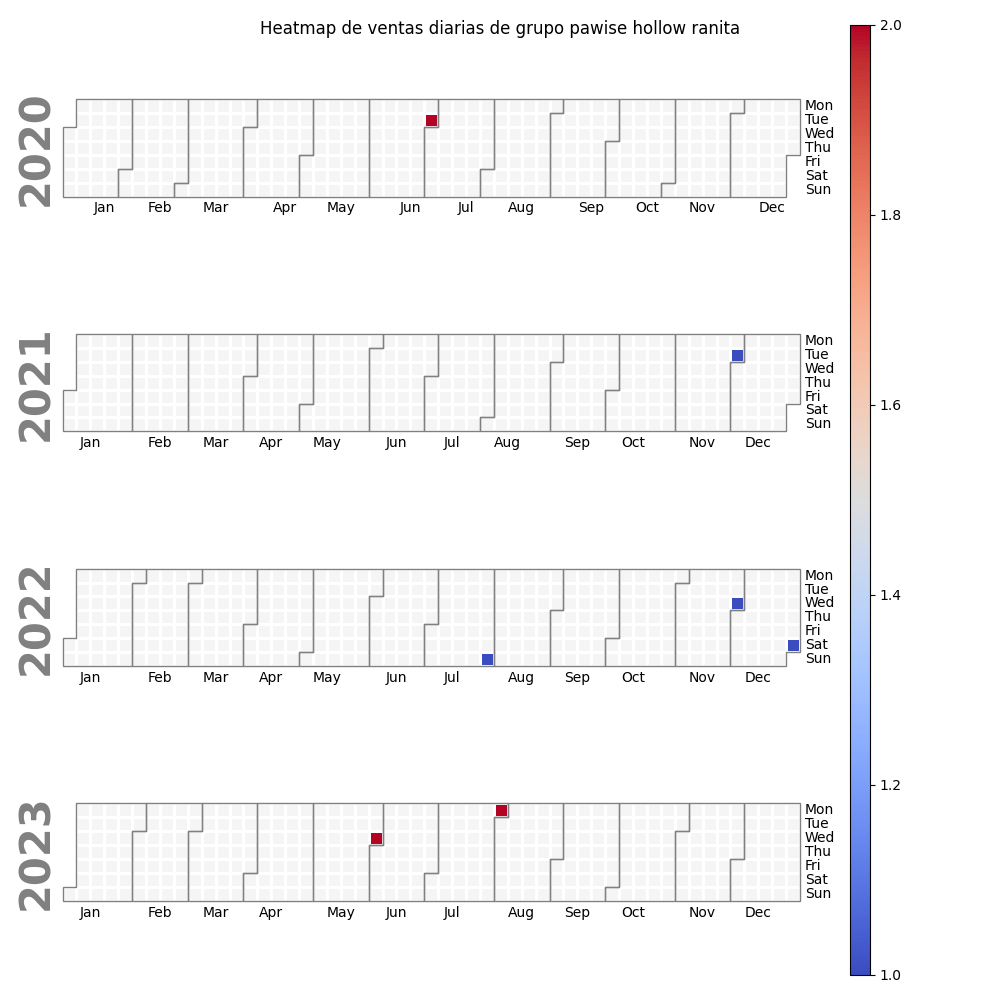 Heatmap de ventas diarias de grupo pawise hollow ranita
2020
Mon
Tue
Wed
Thu
Fri
Sat
Sun
Jan Feb Mar Apr May Jun Jul Aug Sep Oct Nov Dec
2021
Mon
Tue
Wed
Thu
Fri
Sat
Sun
Jan Feb Mar Apr May Jun Jul Aug Sep Oct Nov Dec
2022
Mon
Tue
Wed
Thu
Fri
Sat
Sun
Jan Feb Mar Apr May Jun Jul Aug Sep Oct Nov Dec
2023
Mon
Tue
Wed
Thu
Fri
Sat
Sun
Jan Feb Mar Apr May Jun Jul Aug Sep Oct Nov Dec
2.0
1.8
1.6
1.4
1.2
1.0